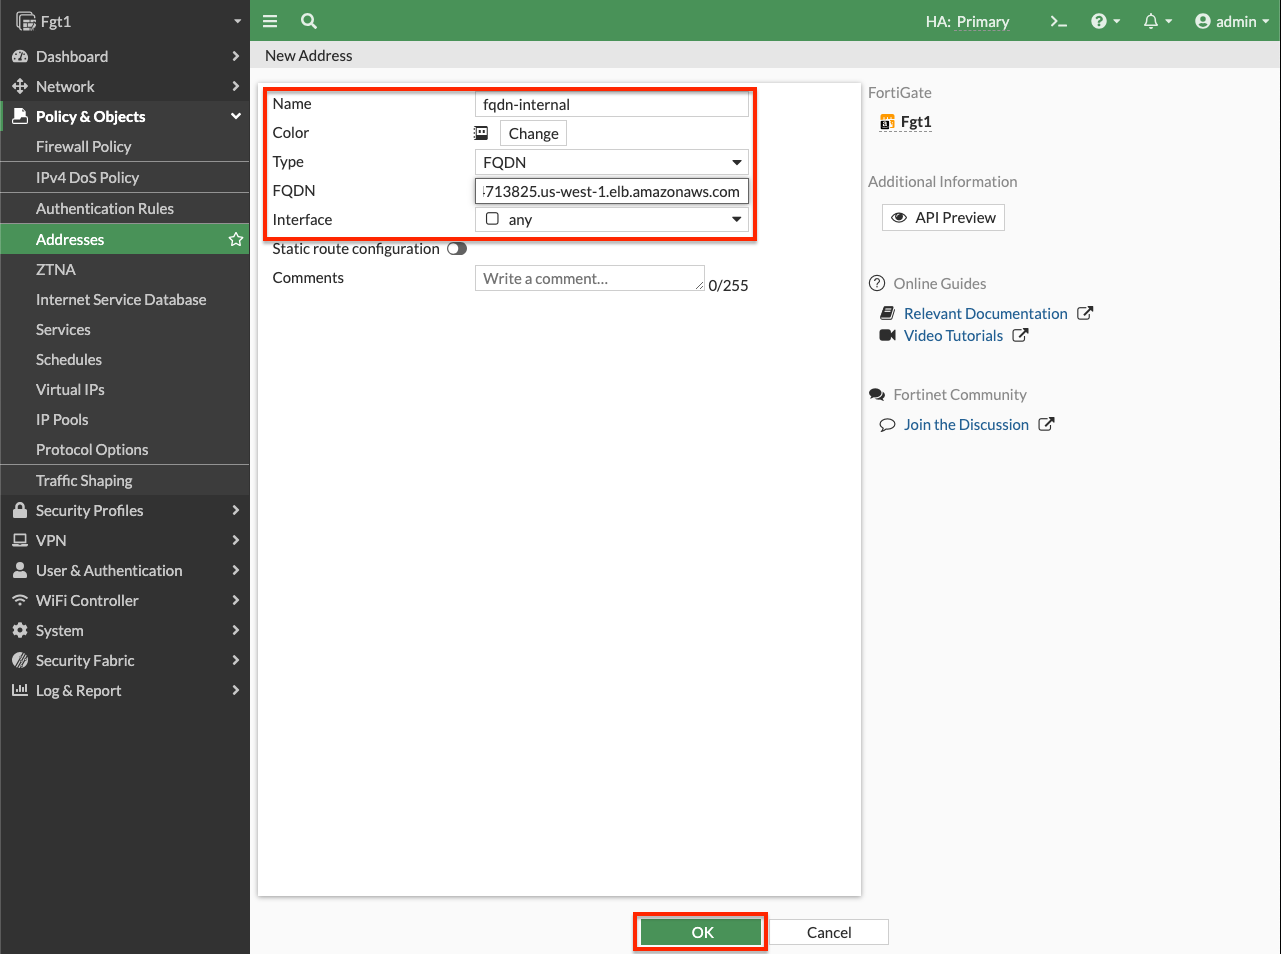 Fgt1
HA: Primary
admin
Dashboard
Network
Policy & Objects
Firewall Policy
IPv4 DoS Policy
Authentication Rules
Addresses
ZTNA
Internet Service Database
Services
Schedules
Virtual IPs
IP Pools
Protocol Options
Traffic Shaping
Security Profiles
VPN
User & Authentication
WiFi Controller
System
Security Fabric
Log & Report
New Address
Name fqdn-internal
Color Change
Type FQDN
FQDN 713825.us-west-1.elb.amazonaws.com
Interface any
Static route configuration
Comments Write a comment... 0/255
OK Cancel
FortiGate
Fgt1
Additional Information
API Preview
Online Guides
Relevant Documentation
Video Tutorials
Fortinet Community
Join the Discussion